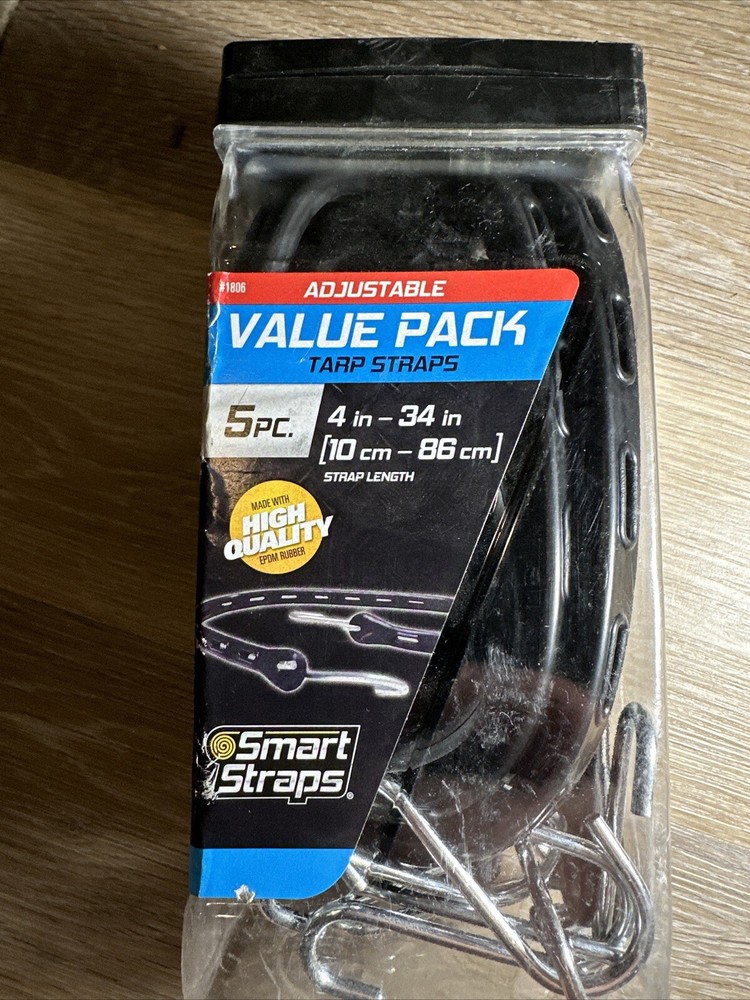 #1806
ADJUSTABLE
VALUE PACK
TARP STRAPS
5PC.
4 in – 34 in
[10 cm – 86 cm]
STRAP LENGTH
MADE WITH
HIGH
QUALITY
EPDM RUBBER
Smart
Straps®